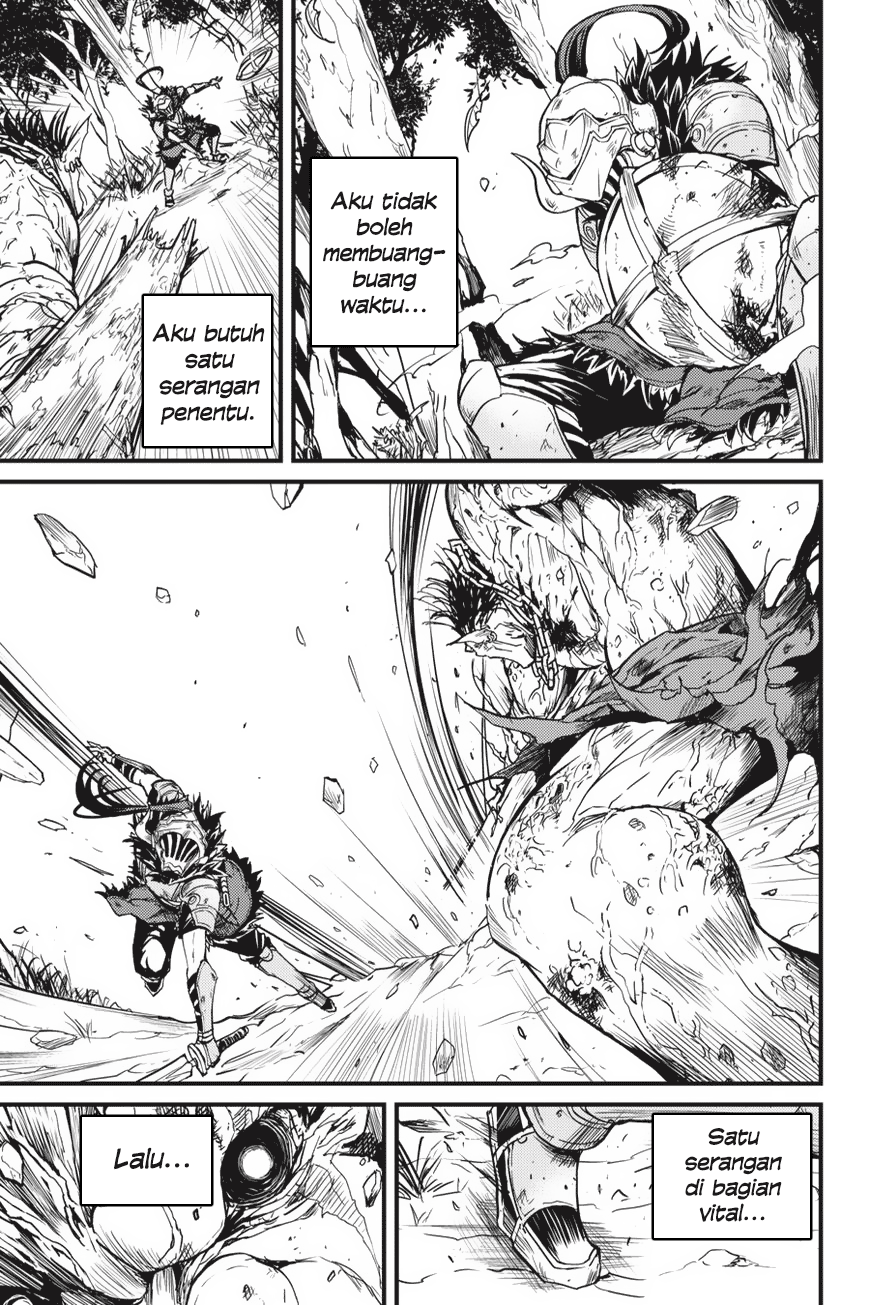 Aku tidak
boleh
membuang-
buang
waktu...
Aku butuh
satu
serangan
penentu.
Satu
serangan
di bagian
vital...
Lalu...